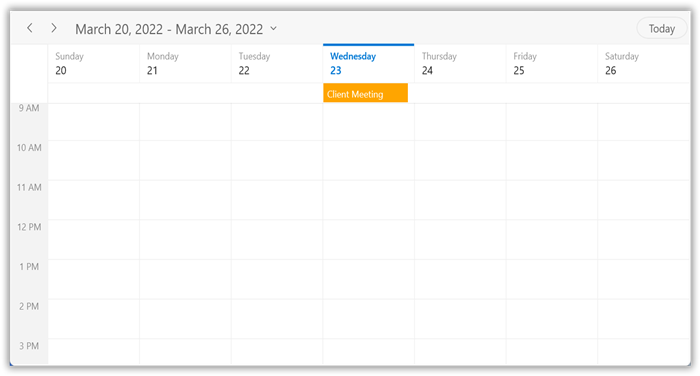 March 20, 2022 - March 26, 2022
Today
Sunday Monday Tuesday Wednesday Thursday Friday Saturday
20 21 22 23 24 25 26
Client Meeting
9 AM
10 AM
11 AM
12 PM
1 PM
2 PM
3 PM